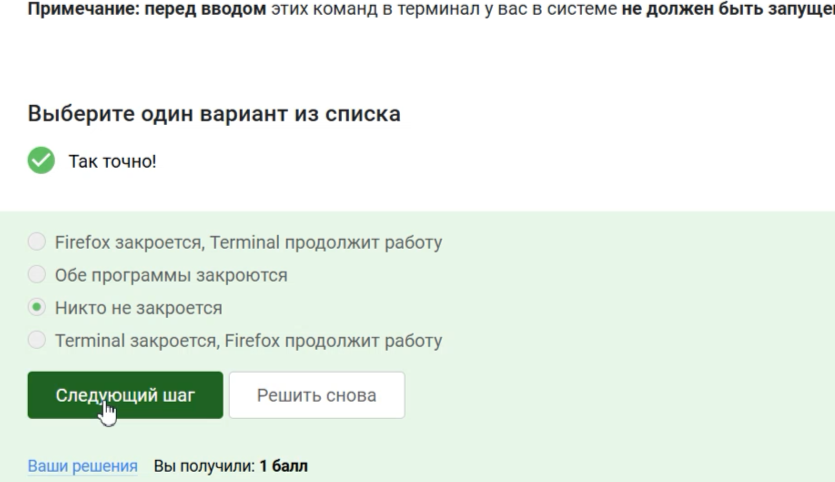 Примечание: перед вводом этих команд в терминал у вас в системе не должен быть
Выберите один вариант из списка
Так точно!
Firefox закроется, Terminal продолжит работу
Обе программы закроются
Никто не закроется
Terminal закроется, Firefox продолжит работу
Следующий шаг
Решить снова
Ваши решения Вы получили: 1 балл